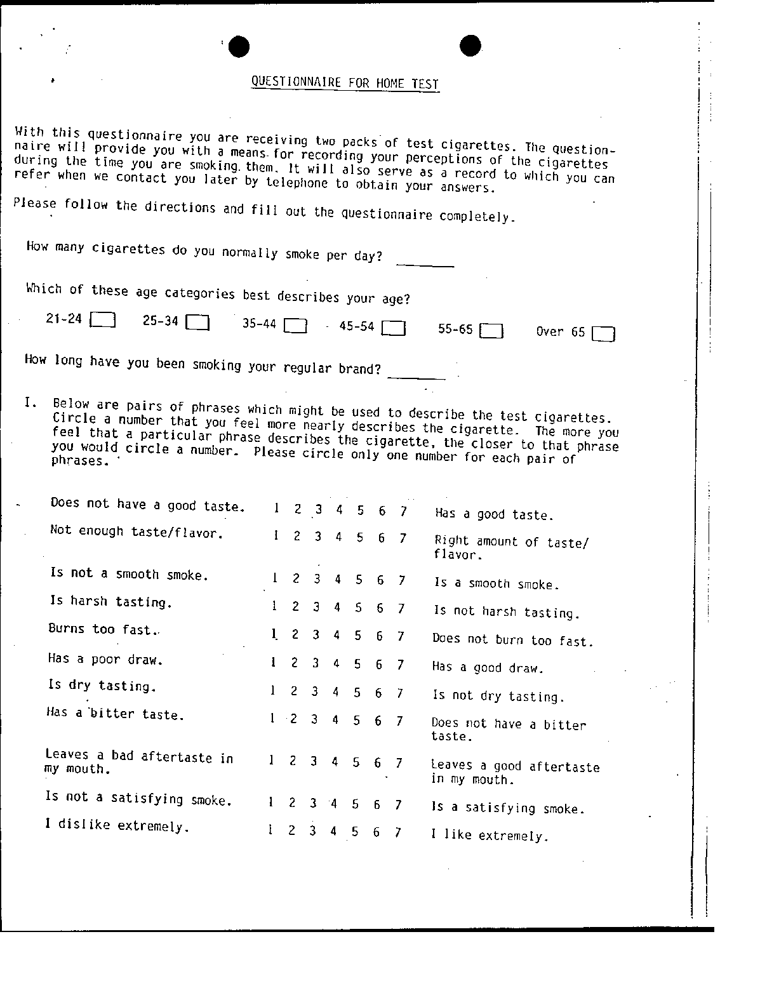 QUESTIONNAIRE FOR HOME TEST
With this questionnaire you are receiving two packs of test cigarettes. The question-
naire will provide you with a means for recording your perceptions of the cigarettes
during the time you are smoking them. It will also serve as a record to which you can
refer when we contact you later by telephone to obtain your answers.
Please follow the directions and fill out the questionnaire completely.
How many cigarettes do you normally smoke per day?
Which of these age categories best describes your age?
21-24 25-34 35-44 45-54 55-65 Over 65
How long have you been smoking your regular brand?
I. Below are pairs of phrases which might be used to describe the test cigarettes.
Circle a number that you feel more nearly describes the cigarette. The more you
feel that a particular phrase describes the cigarette, the closer to that phrase
you would circle a number. Please circle only one number for each pair of
phrases.
Does not have a good taste. 1 2 3 4 5 6 7 Has a good taste.
Not enough taste/flavor. 1 2 3 4 5 6 7 Right amount of taste/
flavor.
Is not a smooth smoke. 1 2 3 4 5 6 7 Is a smooth smoke.
Is harsh tasting. 1 2 3 4 5 6 7 Is not harsh tasting.
Burns too fast. 1 2 3 4 5 6 7 Does not burn too fast.
Has a poor draw. 1 2 3 4 5 6 7 Has a good draw.
Is dry tasting. 1 2 3 4 5 6 7 Is not dry tasting.
Has a bitter taste. 1 2 3 4 5 6 7 Does not have a bitter
taste.
Leaves a bad aftertaste in 1 2 3 4 5 6 7 Leaves a good aftertaste
my mouth. in my mouth.
Is not a satisfying smoke. 1 2 3 4 5 6 7 Is a satisfying smoke.
I dislike extremely. 1 2 3 4 5 6 7 I like extremely.